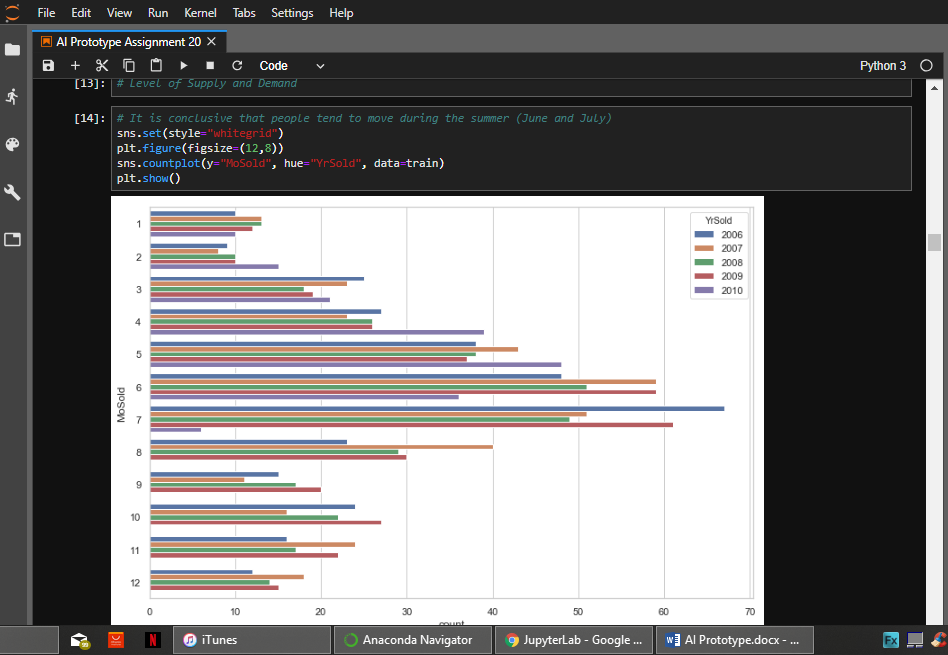 File Edit View Run Kernel Tabs Settings Help
AI Prototype Assignment 20
Code
Python 3
[13]: # Level of Supply and Demand
[14]: # It is conclusive that people tend to move during the summer (June and July)
sns.set(style="whitegrid")
plt.figure(figsize=(12,8))
sns.countplot(y="MoSold", hue="YrSold", data=train)
plt.show()
YrSold
2006
2007
2008
2009
2010
MoSold
1
2
3
4
5
6
7
8
9
10
11
12
0 10 20 30 40 50 60 70
count
iTunes
Anaconda Navigator
JupyterLab - Google ...
AI Prototype.docx - ...
Fx